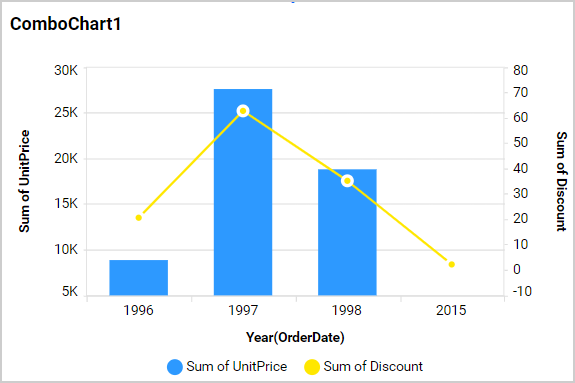 ComboChart1
30K
25K
20K
15K
10K
5K
Sum of UnitPrice
80
70
60
50
40
30
20
10
0
-10
Sum of Discount
1996 1997 1998 2015
Year(OrderDate)
Sum of UnitPrice Sum of Discount